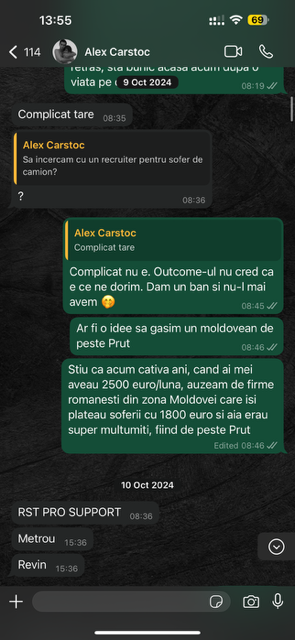 13:55
69
114
Alex Carstoc
retras, sta bunic acasa acum dupa o
viata pe
9 Oct 2024
08:19
Complicat tare
08:35
Alex Carstoc
Sa incercam cu un recruiter pentru sofer de
camion?
?
08:36
Alex Carstoc
Complicat tare
Complicat nu e. Outcome-ul nu cred ca
e ce ne dorim. Dam un ban si nu-l mai
avem 🤭
08:45
Ar fi o idee sa gasim un moldovean de
peste Prut
08:46
Stiu ca acum cativa ani, cand ai mei
aveau 2500 euro/luna, auzeam de firme
romanesti din zona Moldovei care isi
plateau soferii cu 1800 euro si aia erau
super multumiti, fiind de peste Prut
Edited 08:46
10 Oct 2024
RST PRO SUPPORT
08:36
Metrou
15:36
Revin
15:36